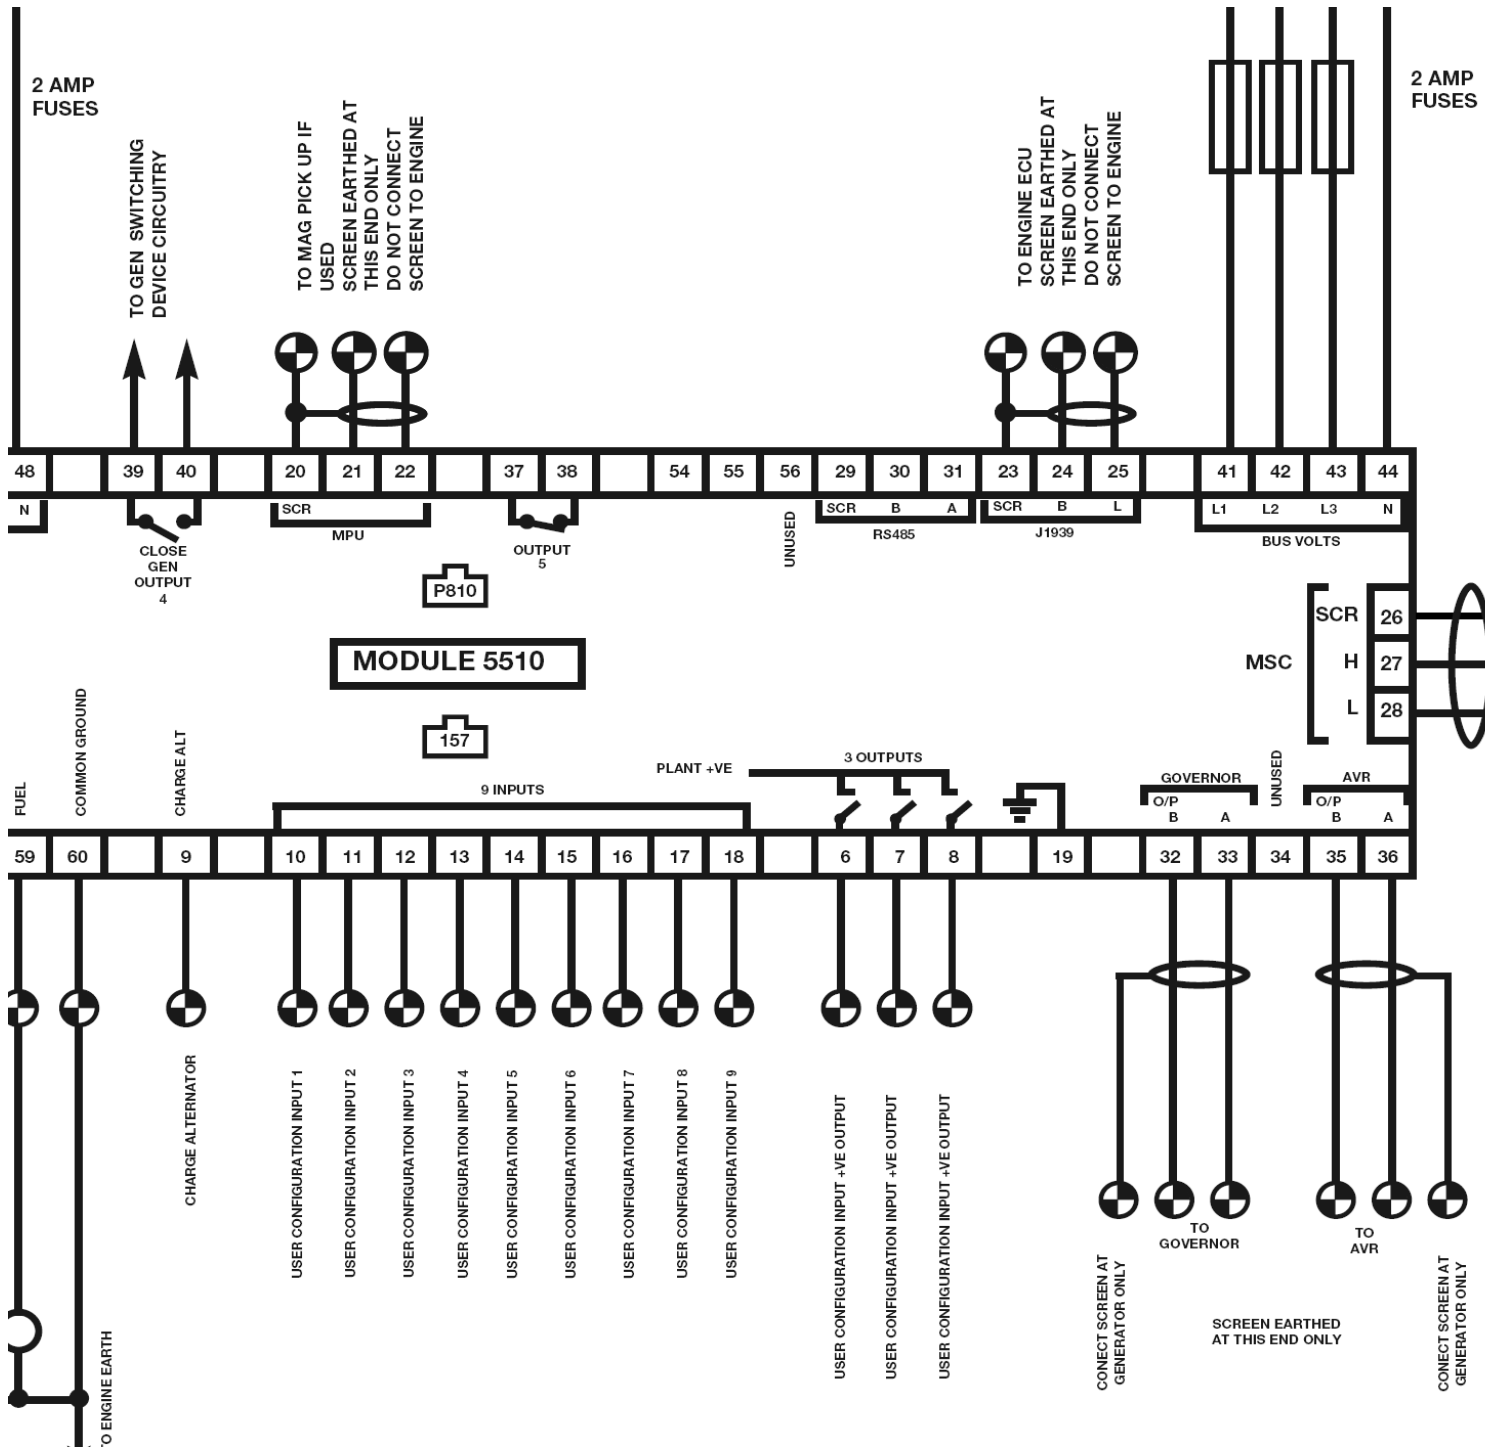 2 AMP
FUSES
TO GEN SWITCHING
DEVICE CIRCUITRY
TO MAG PICK UP IF
USED
SCREEN EARTHED AT
THIS END ONLY
DO NOT CONNECT
SCREEN TO ENGINE
TO ENGINE ECU
SCREEN EARTHED AT
THIS END ONLY
DO NOT CONNECT
SCREEN TO ENGINE
2 AMP
FUSES
48 39 40 20 21 22 37 38 54 55 56 29 30 31 23 24 25 41 42 43 44
N
CLOSE
GEN
OUTPUT
4
SCR
MPU
OUTPUT
5
UNUSED
SCR B A
RS485
SCR B L
J1939
L1 L2 L3 N
BUS VOLTS
P810
MODULE 5510
157
MSC
SCR 26
H 27
L 28
FUEL
COMMON GROUND
CHARGE ALT
9 INPUTS
PLANT +VE
3 OUTPUTS
GOVERNOR
O/P
B A
UNUSED
AVR
O/P
B A
59 60 9 10 11 12 13 14 15 16 17 18 6 7 8 19 32 33 34 35 36
CHARGE ALTERNATOR
USER CONFIGURATION INPUT 1
USER CONFIGURATION INPUT 2
USER CONFIGURATION INPUT 3
USER CONFIGURATION INPUT 4
USER CONFIGURATION INPUT 5
USER CONFIGURATION INPUT 6
USER CONFIGURATION INPUT 7
USER CONFIGURATION INPUT 8
USER CONFIGURATION INPUT 9
USER CONFIGURATION INPUT +VE OUTPUT
USER CONFIGURATION INPUT +VE OUTPUT
USER CONFIGURATION INPUT +VE OUTPUT
CONECT SCREEN AT
GENERATOR ONLY
TO
GOVERNOR
TO
AVR
CONECT SCREEN AT
GENERATOR ONLY
SCREEN EARTHED
AT THIS END ONLY
TO ENGINE EARTH